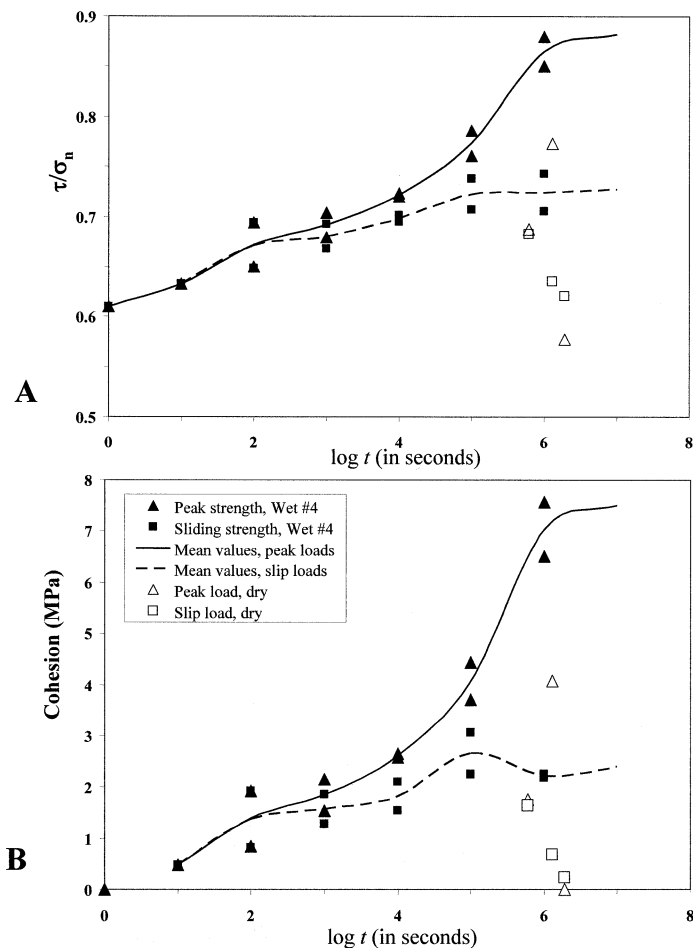 0.9
0.8
τ/σn
0.7
0.6
A
0.5
0 2 4 6 8
log t (in seconds)
8
7
Peak strength, Wet #4
Sliding strength, Wet #4
Mean values, peak loads
Mean values, slip loads
Peak load, dry
Slip load, dry
6
5
Cohesion (MPa)
4
3
2
1
B
0
0 2 4 6 8
log t (in seconds)